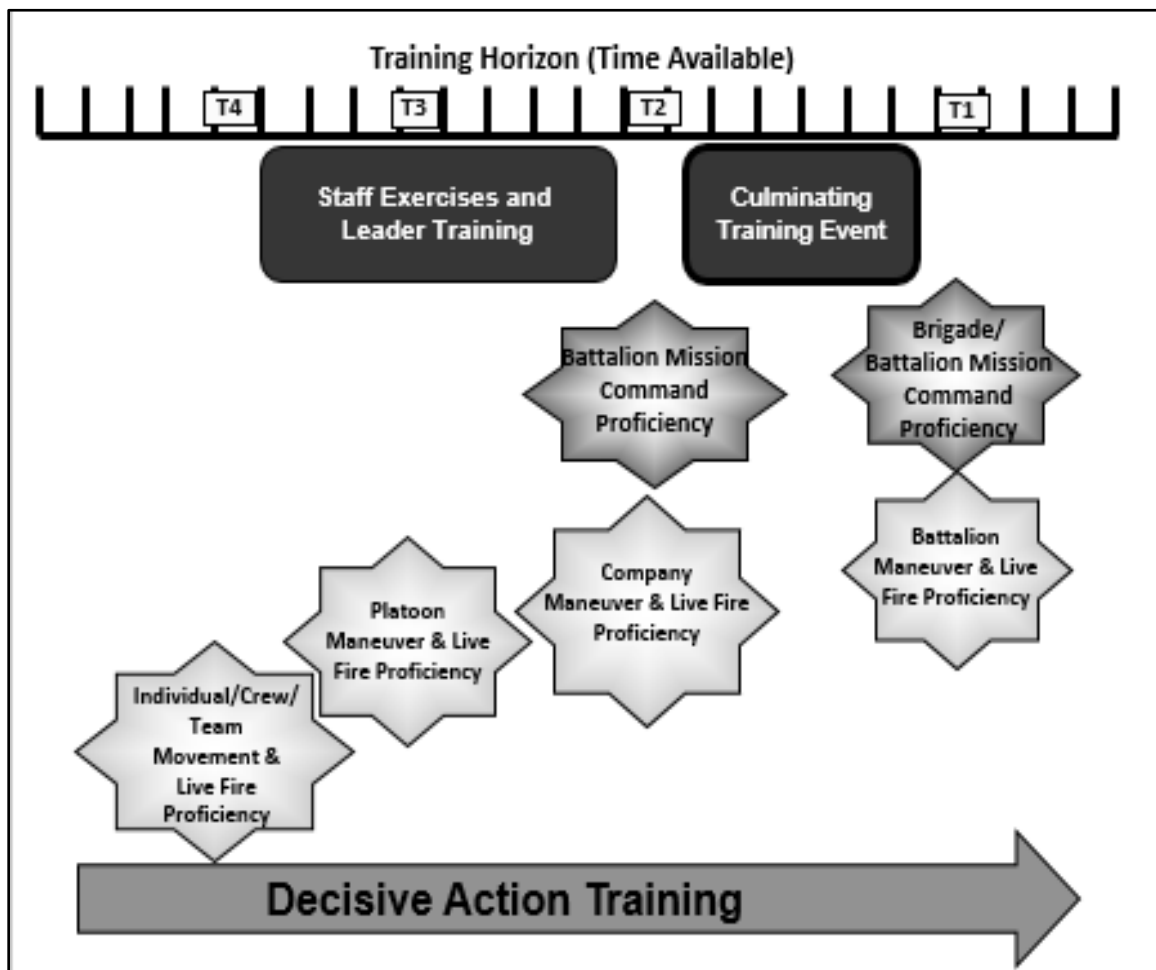 Training Horizon (Time Available)
T4
T3
T2
T1
Staff Exercises and
Leader Training
Culminating
Training Event
Battalion Mission
Command
Proficiency
Brigade/
Battalion Mission
Command
Proficiency
Individual/Crew/
Team
Movement &
Live Fire
Proficiency
Platoon
Maneuver & Live
Fire Proficiency
Company
Maneuver & Live Fire
Proficiency
Battalion
Maneuver & Live
Fire Proficiency
Decisive Action Training